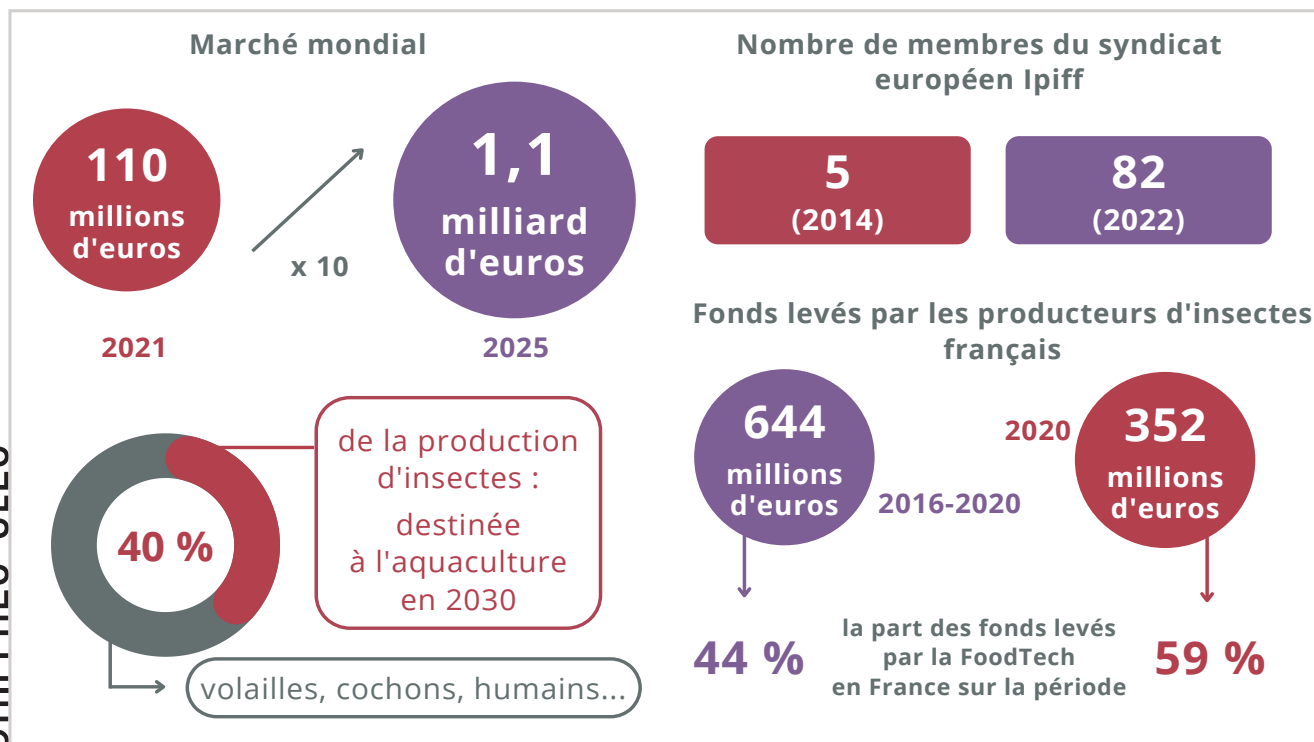 Marché mondial
110
millions
d'euros
x 10
1,1
milliard
d'euros
2021
2025
Nombre de membres du syndicat
européen Ipiff
5
(2014)
82
(2022)
40 %
de la production
d'insectes :
destinée
à l'aquaculture
en 2030
volailles, cochons, humains...
Fonds levés par les producteurs d'insectes
français
644
millions
d'euros
2016-2020
2020
352
millions
d'euros
44 %
la part des fonds levés
par la FoodTech
en France sur la période
59 %